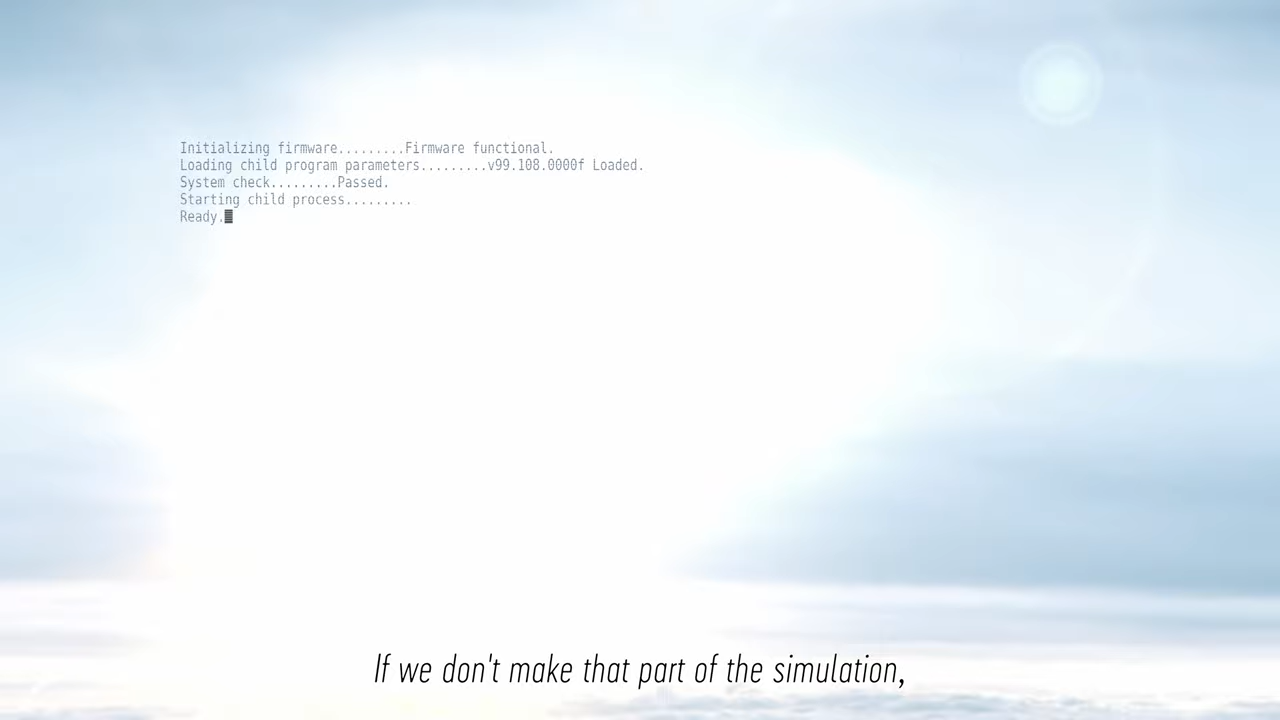 Initializing firmware.........Firmware functional.
Loading child program parameters.........v99.108.0000f Loaded.
System check.........Passed.
Starting child process.........
Ready.
If we don't make that part of the simulation,